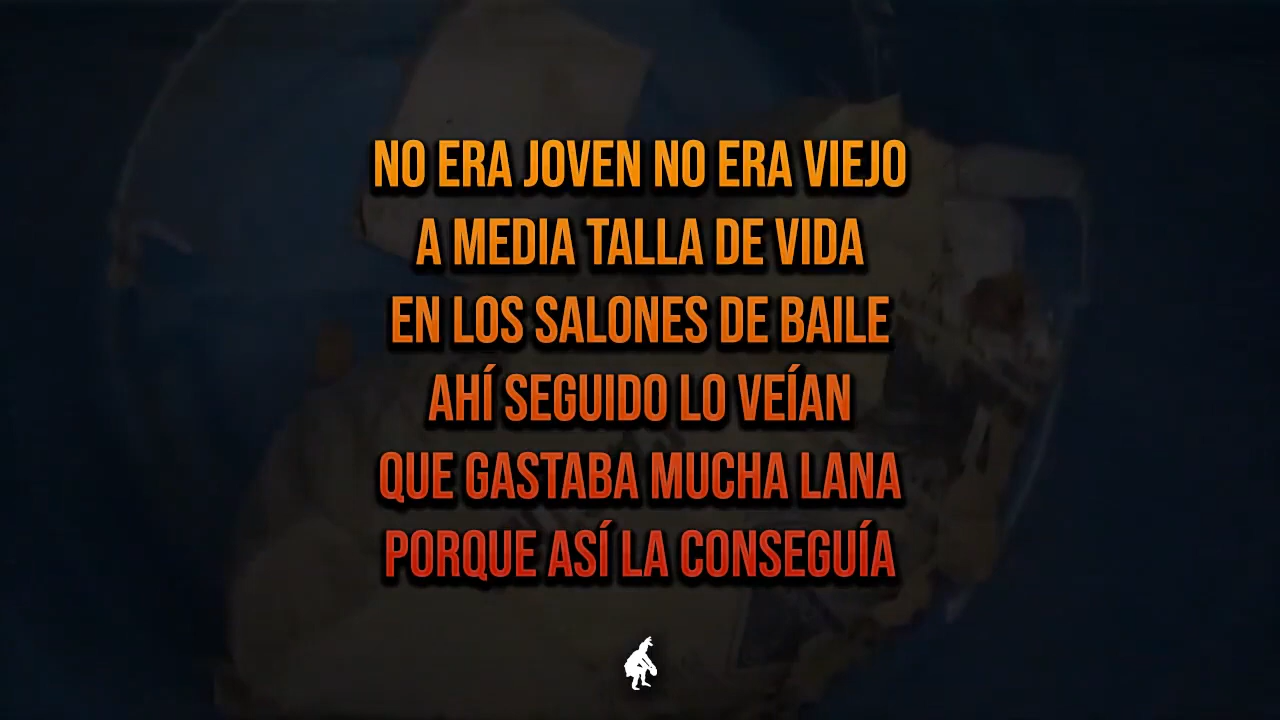 NO ERA JOVEN NO ERA VIEJO
A MEDIA TALLA DE VIDA
EN LOS SALONES DE BAILE
AHÍ SEGUIDO LO VEÍAN
QUE GASTABA MUCHA LANA
PORQUE ASÍ LA CONSEGUÍA